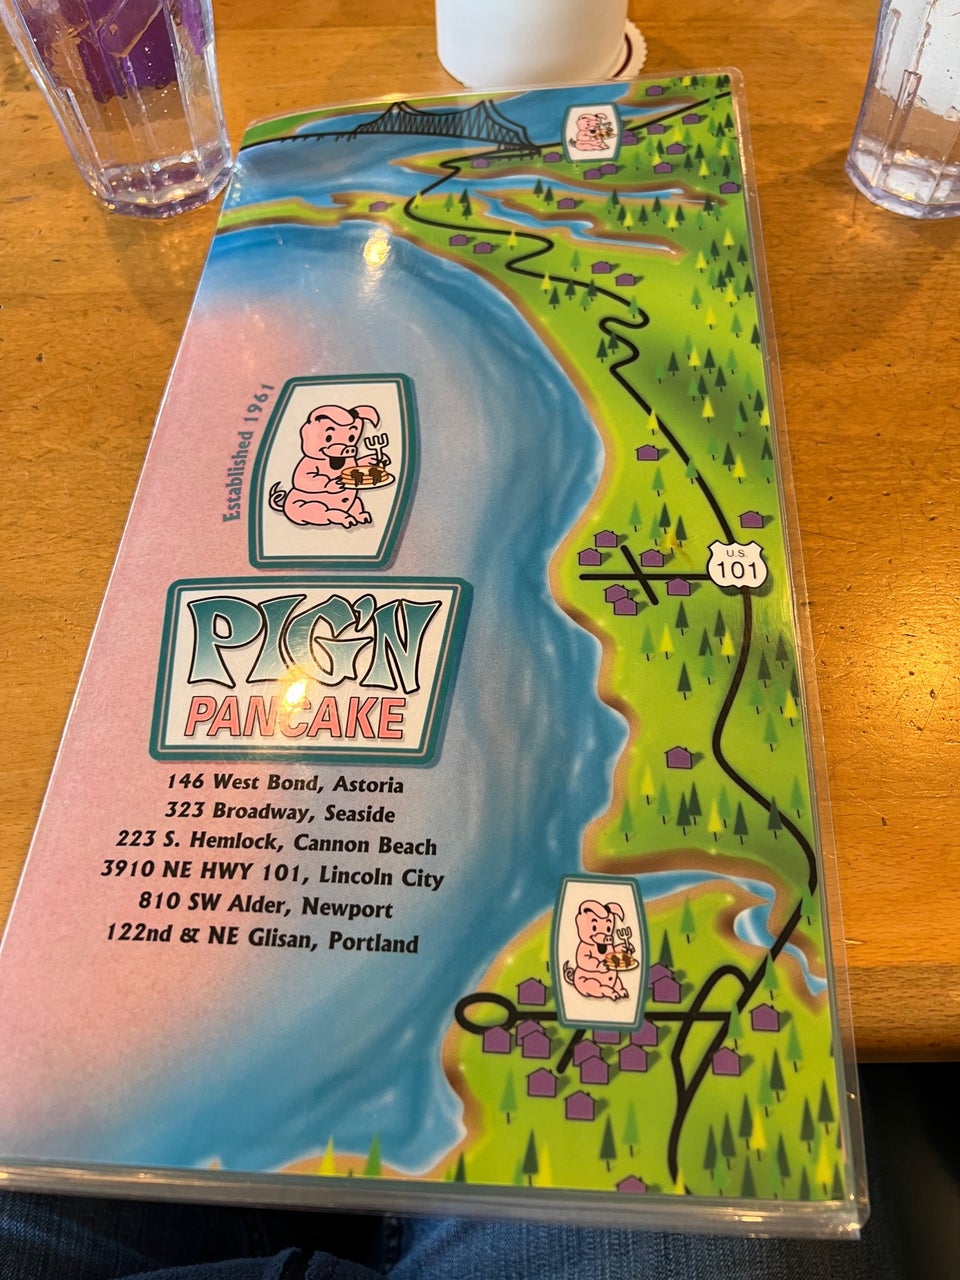 Established 1961
PIG'N
PANCAKE
146 West Bond, Astoria
323 Broadway, Seaside
223 S. Hemlock, Cannon Beach
3910 NE HWY 101, Lincoln City
810 SW Alder, Newport
122nd & NE Glisan, Portland
U.S.
101